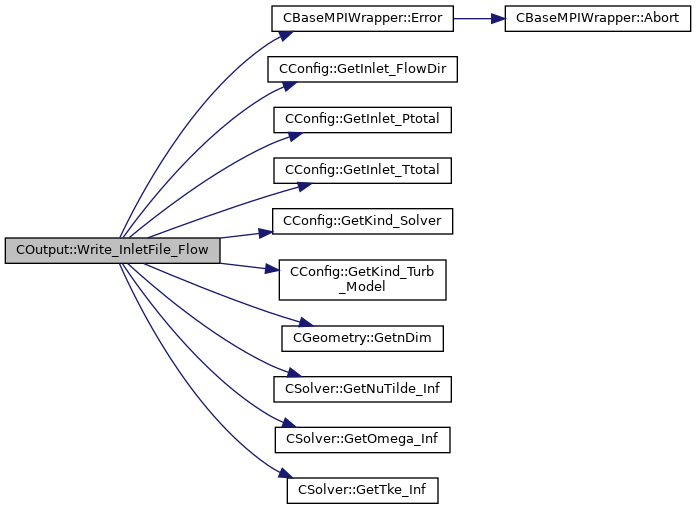 CBaseMPIWrapper::Error
CBaseMPIWrapper::Abort
CConfig::GetInlet_FlowDir
CConfig::GetInlet_Ptotal
CConfig::GetInlet_Ttotal
CConfig::GetKind_Solver
COutput::Write_InletFile_Flow
CConfig::GetKind_Turb
_Model
CGeometry::GetnDim
CSolver::GetNuTilde_Inf
CSolver::GetOmega_Inf
CSolver::GetTke_Inf